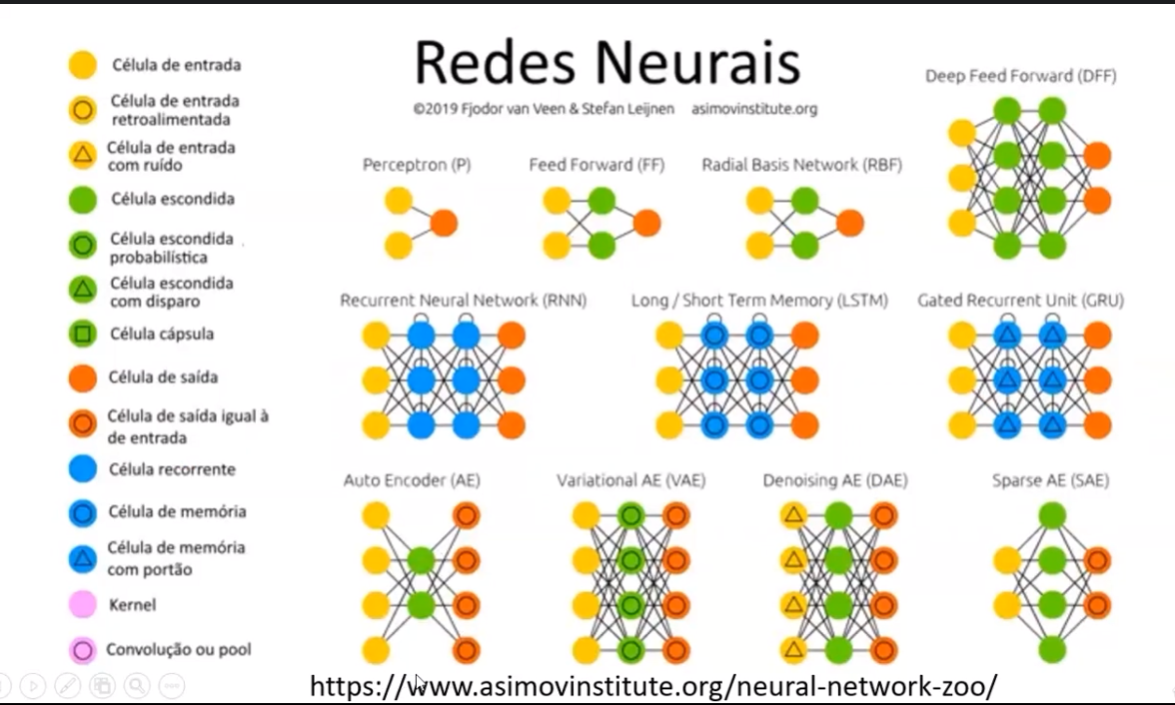 Redes Neurais
©2019 Fjodor van Veen & Stefan Leijnen asimovinstitute.org
Célula de entrada
Célula de entrada
retroalimentada
Célula de entrada
com ruído
Célula escondida
Célula escondida
probabilística
Célula escondida
com disparo
Célula cápsula
Célula de saída
Célula de saída igual à
de entrada
Célula recorrente
Célula de memória
Célula de memória
com portão
Kernel
Convolução ou pool
Deep Feed Forward (DFF)
Perceptron (P)
Feed Forward (FF)
Radial Basis Network (RBF)
Recurrent Neural Network (RNN)
Long / Short Term Memory (LSTM)
Gated Recurrent Unit (GRU)
Auto Encoder (AE)
Variational AE (VAE)
Denoising AE (DAE)
Sparse AE (SAE)
https://www.asimovinstitute.org/neural-network-zoo/